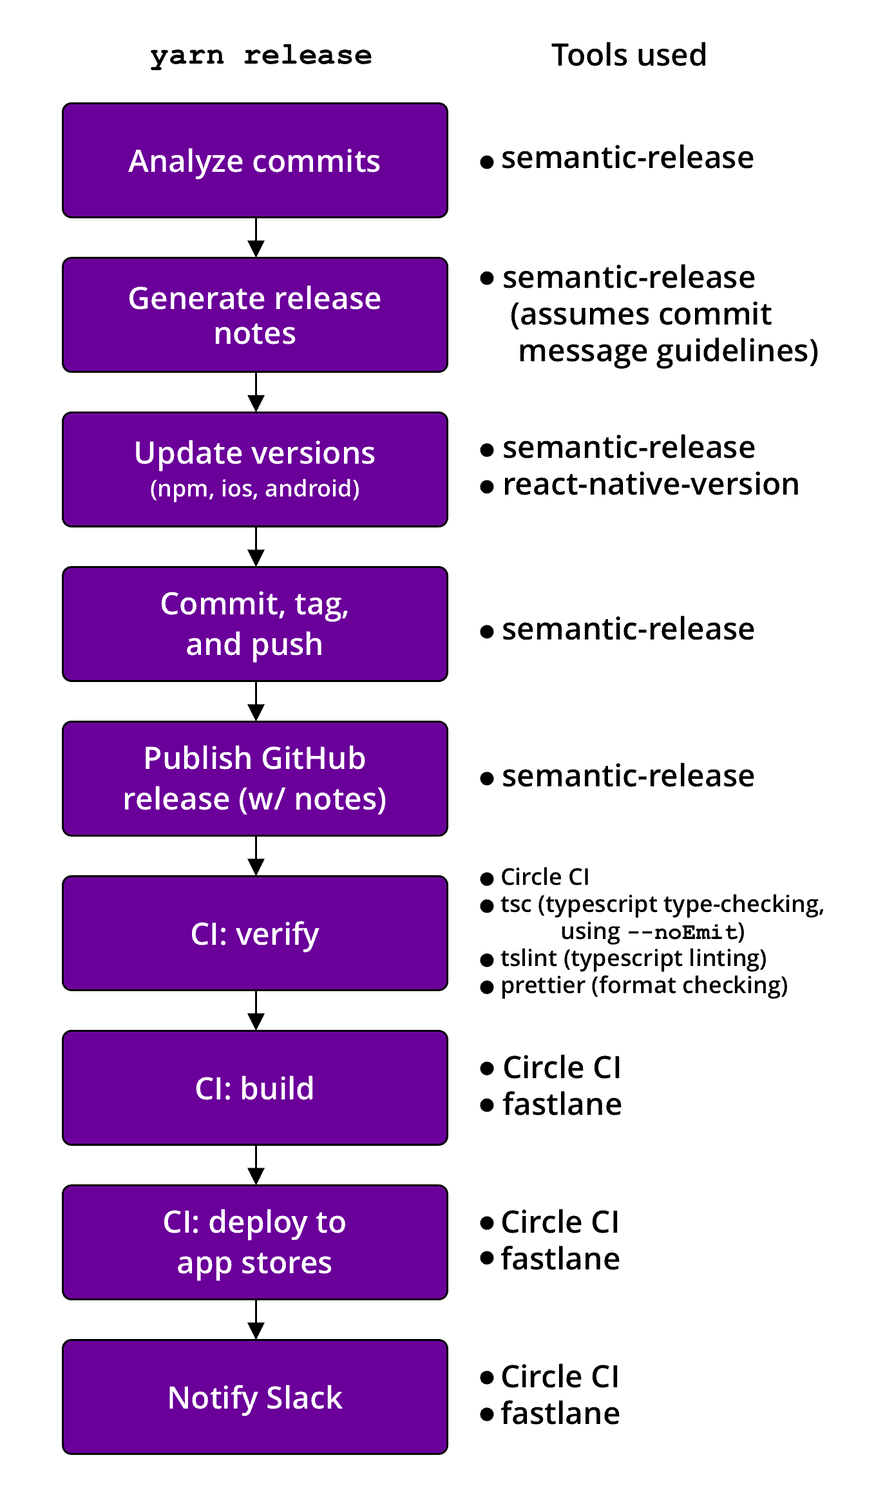 yarn release
Tools used
Analyze commits
● semantic-release
Generate release
notes
● semantic-release
(assumes commit
message guidelines)
Update versions
(npm, ios, android)
● semantic-release
● react-native-version
Commit, tag,
and push
● semantic-release
Publish GitHub
release (w/ notes)
● semantic-release
CI: verify
● Circle CI
● tsc (typescript type-checking,
using --noEmit)
● tslint (typescript linting)
● prettier (format checking)
CI: build
● Circle CI
● fastlane
CI: deploy to
app stores
● Circle CI
● fastlane
Notify Slack
● Circle CI
● fastlane